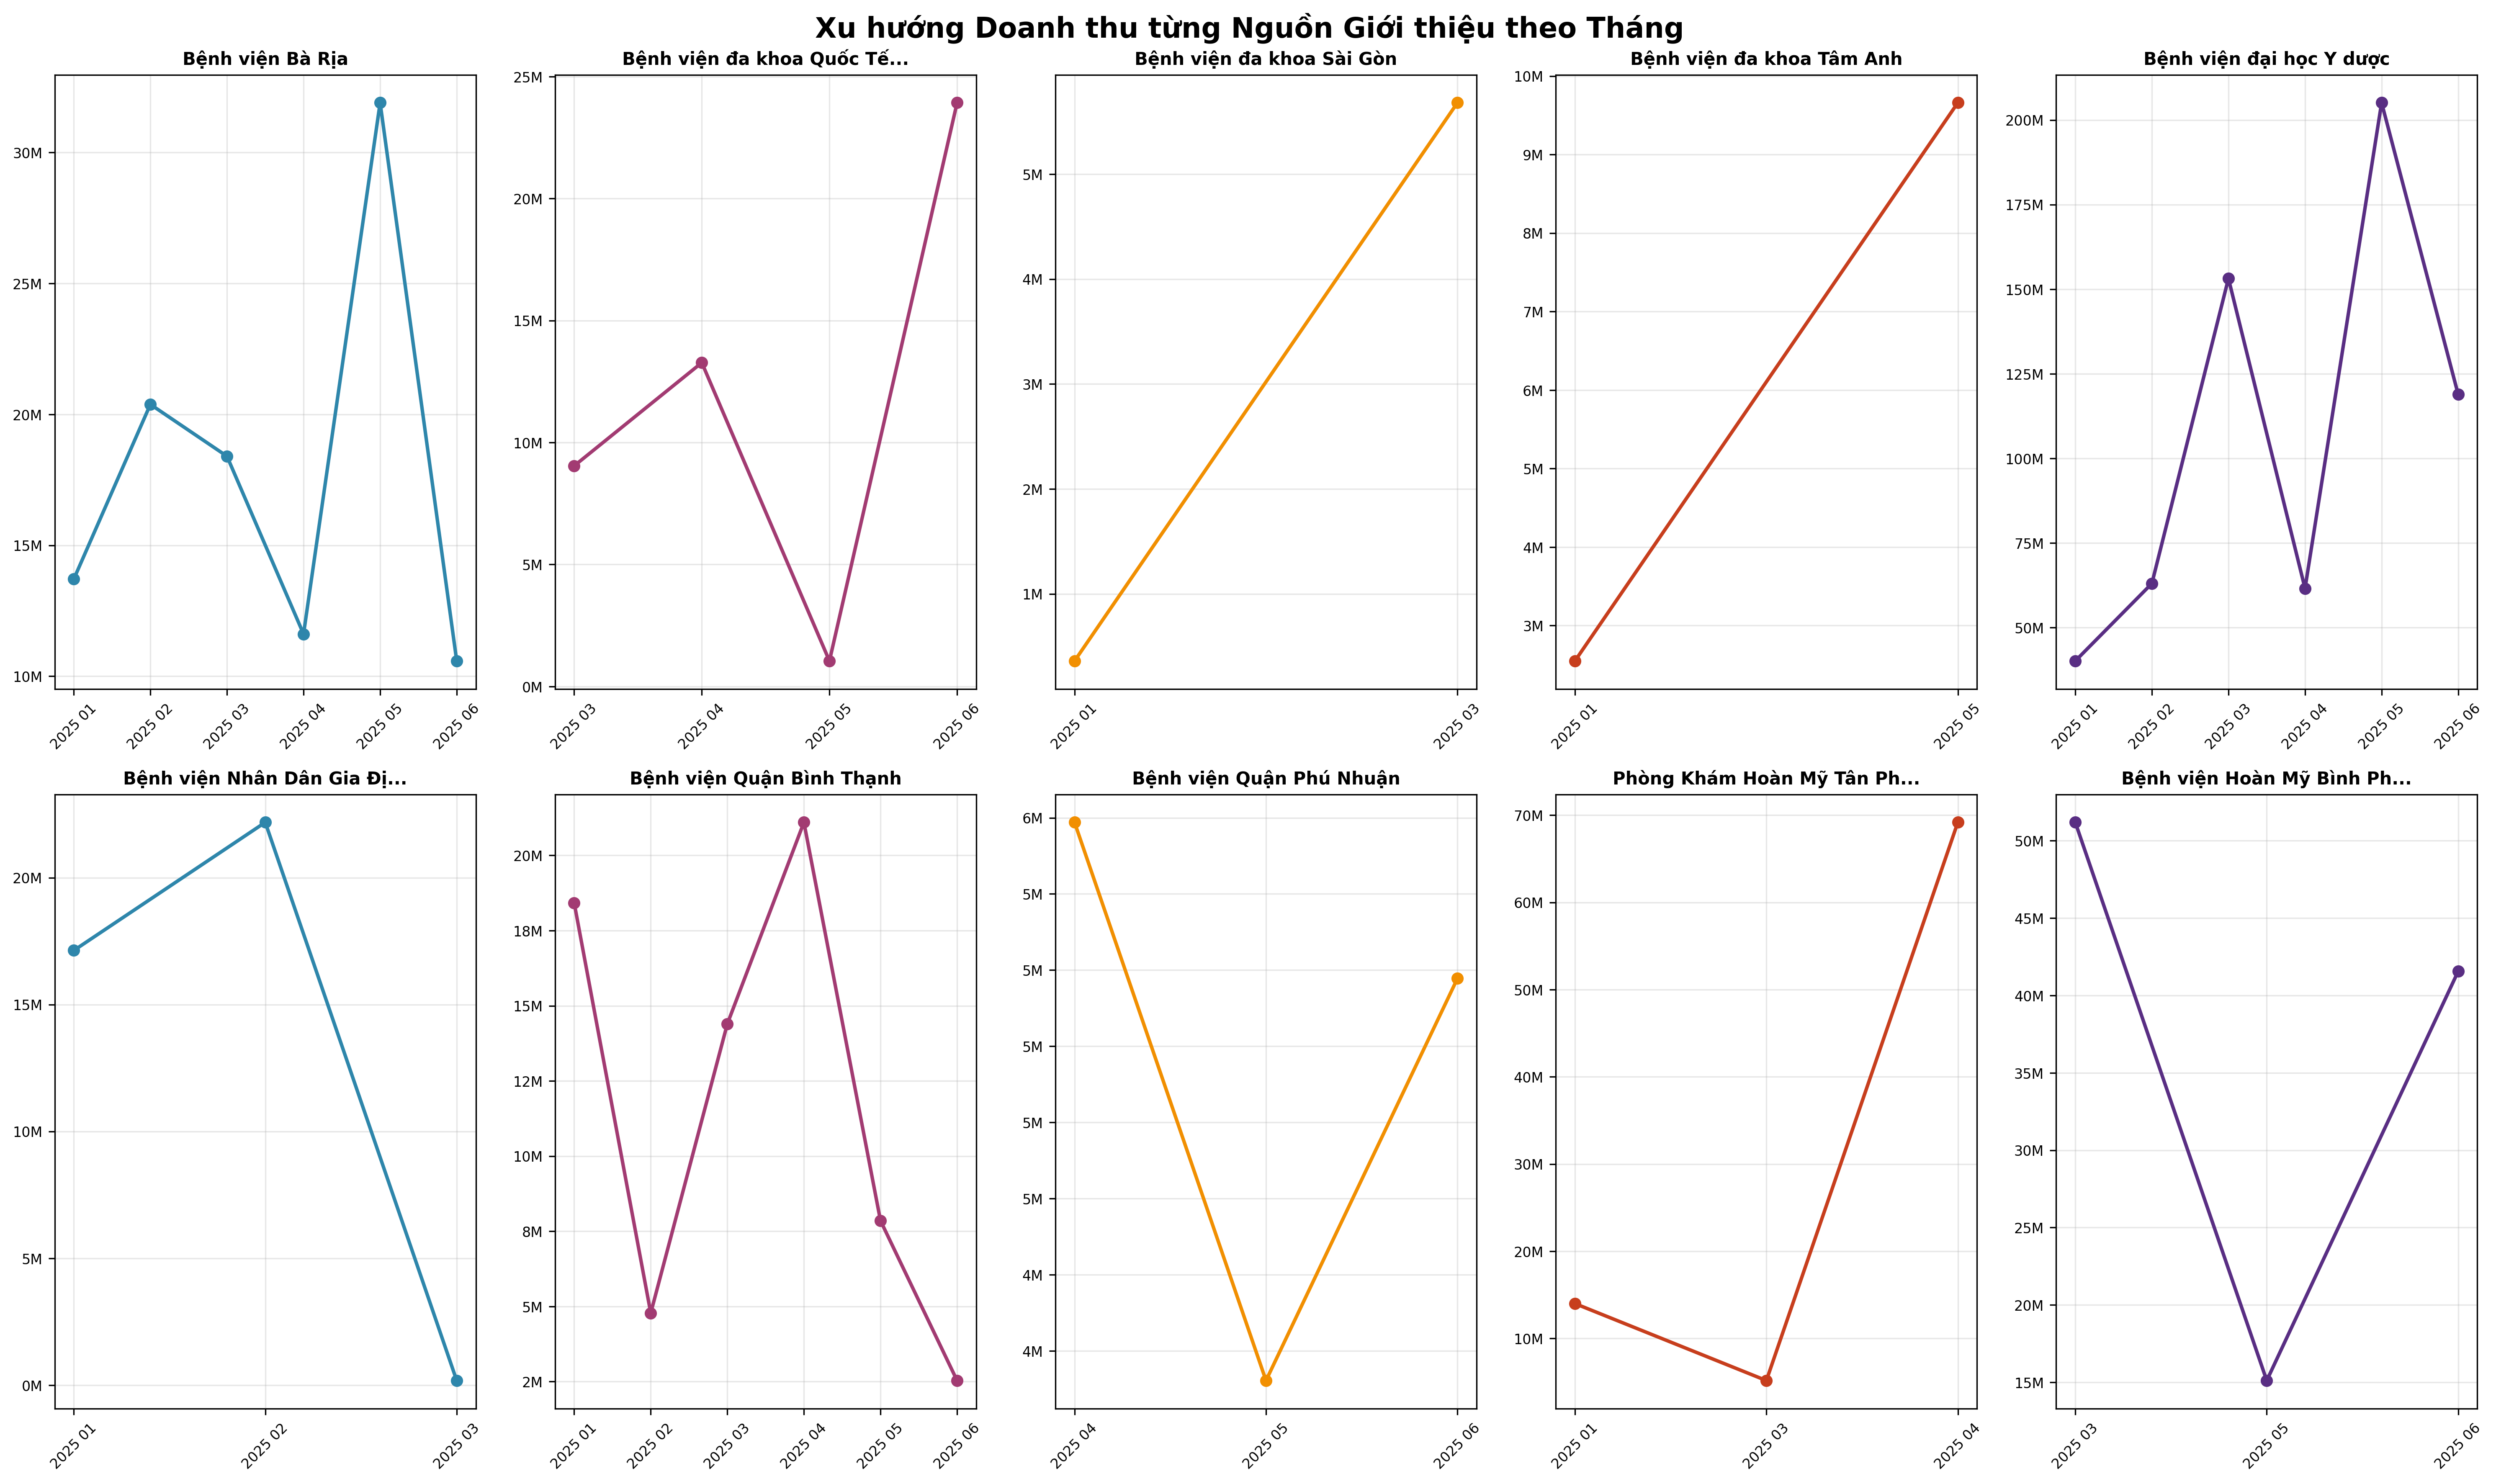 Xu hướng Doanh thu từng Nguồn Giới thiệu theo Tháng
Bệnh viện Bà Rịa
30M
25M
20M
15M
10M
2025 01
2025 02
2025 03
2025 04
2025 05
2025 06
Bệnh viện đa khoa Quốc Tế...
25M
20M
15M
10M
5M
0M
2025 03
2025 04
2025 05
2025 06
Bệnh viện đa khoa Sài Gòn
5M
4M
3M
2M
1M
2025 01
2025 03
Bệnh viện đa khoa Tâm Anh
10M
9M
8M
7M
6M
5M
4M
3M
2025 01
2025 05
Bệnh viện đại học Y dược
200M
175M
150M
125M
100M
75M
50M
2025 01
2025 02
2025 03
2025 04
2025 05
2025 06
Bệnh viện Nhân Dân Gia Đị...
20M
15M
10M
5M
0M
2025 01
2025 02
2025 03
Bệnh viện Quận Bình Thạnh
20M
18M
15M
12M
10M
8M
5M
2M
2025 01
2025 02
2025 03
2025 04
2025 05
2025 06
Bệnh viện Quận Phú Nhuận
6M
5M
5M
5M
5M
5M
4M
4M
2025 04
2025 05
2025 06
Phòng Khám Hoàn Mỹ Tân Ph...
70M
60M
50M
40M
30M
20M
10M
2025 01
2025 03
2025 04
Bệnh viện Hoàn Mỹ Bình Ph...
50M
45M
40M
35M
30M
25M
20M
15M
2025 03
2025 05
2025 06